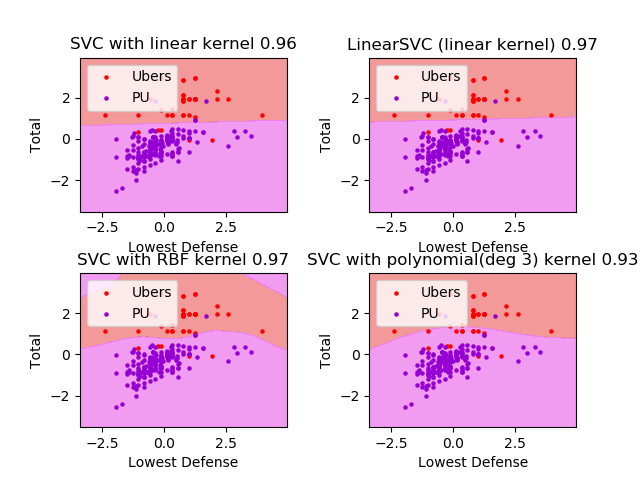 SVC with linear kernel 0.96
LinearSVC (linear kernel) 0.97
Ubers
PU
Ubers
PU
Total
2
0
−2
Total
2
0
−2
−2.5 0.0 2.5
−2.5 0.0 2.5
Lowest Defense
Lowest Defense
SVC with RBF kernel 0.97
SVC with polynomial(deg 3) kernel 0.93
Ubers
PU
Ubers
PU
Total
2
0
−2
Total
2
0
−2
−2.5 0.0 2.5
−2.5 0.0 2.5
Lowest Defense
Lowest Defense